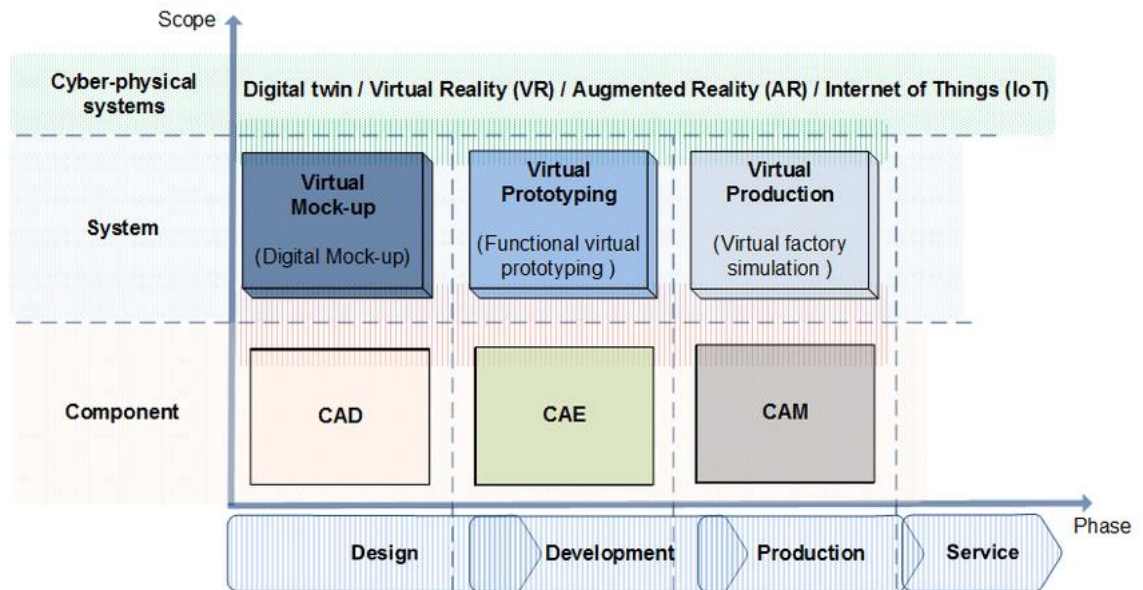 Scope
Cyber-physical
systems
Digital twin / Virtual Reality (VR) / Augmented Reality (AR) / Internet of Things (IoT)
System
Virtual
Mock-up
(Digital Mock-up)
Virtual
Prototyping
(Functional virtual
prototyping )
Virtual
Production
(Virtual factory
simulation )
Component
CAD
CAE
CAM
Phase
Design
Development
Production
Service